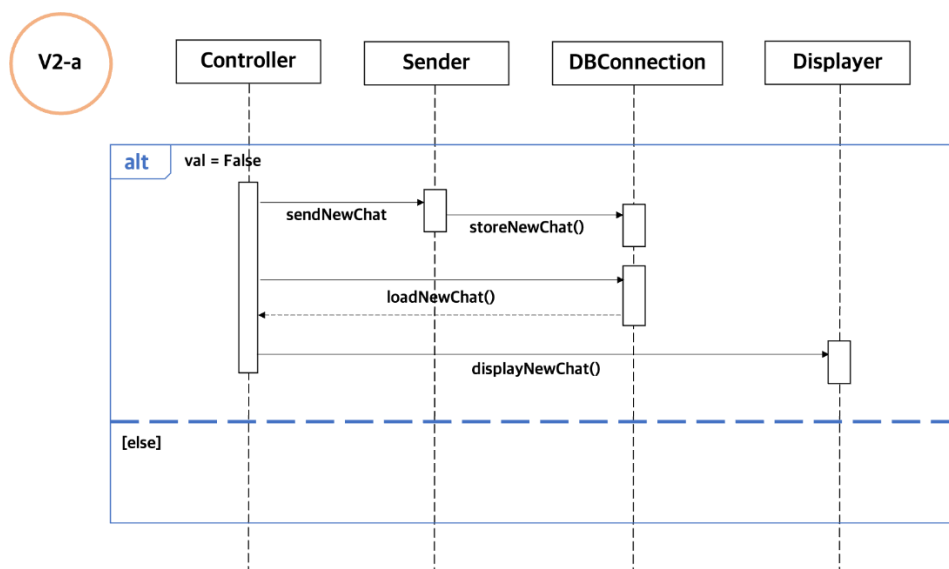 V2-a
Controller
Sender
DBConnection
Displayer
alt
val = False
sendNewChat
storeNewChat()
loadNewChat()
displayNewChat()
[else]